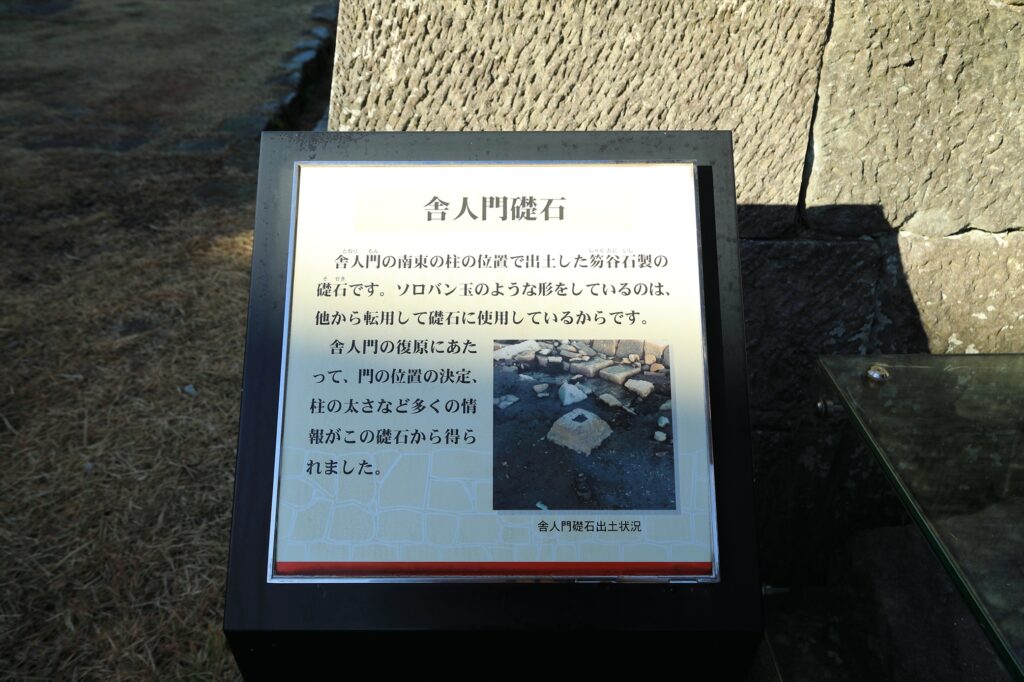 舎人門礎石
舎人門の南東の柱の位置で出土した笏谷石製の
礎石です。ソロバン玉のような形をしているのは、
他から転用して礎石に使用しているからです。
舎人門の復原にあた
って、門の位置の決定、
柱の太さなど多くの情
報がこの礎石から得ら
れました。
舎人門礎石出土状況